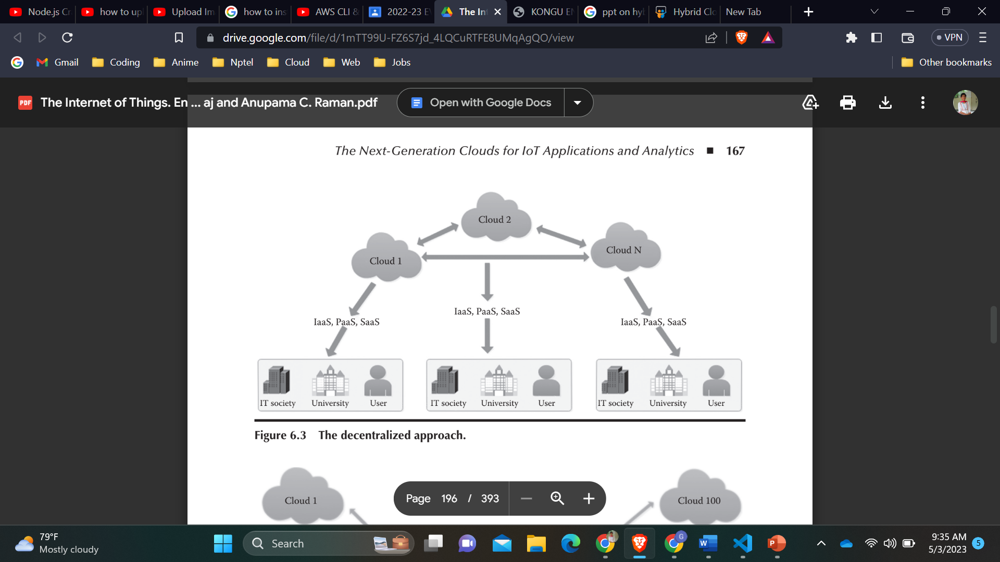 Node.js Cr
how to up
Upload Im
how to ins
AWS CLI &
2022-23 E
The Int
KONGU E
ppt on hy
Hybrid Clo
New Tab
drive.google.com/file/d/1mTT99U-FZ6S7jd_4LQCuRTFE8UMqAgQO/view
VPN
Gmail
Coding
Anime
Nptel
Cloud
Web
Jobs
Other bookmarks
PDF
The Internet of Things. En ... aj and Anupama C. Raman.pdf
Open with Google Docs
The Next-Generation Clouds for IoT Applications and Analytics ■ 167
Cloud 2
Cloud N
Cloud 1
IaaS, PaaS, SaaS
IaaS, PaaS, SaaS
IaaS, PaaS, SaaS
IT society University User
IT society University User
IT society University User
Figure 6.3 The decentralized approach.
Cloud 1
Cloud 100
Page 196 / 393
79°F
Mostly cloudy
Search
G
W
P
9:35 AM
5/3/2023
5